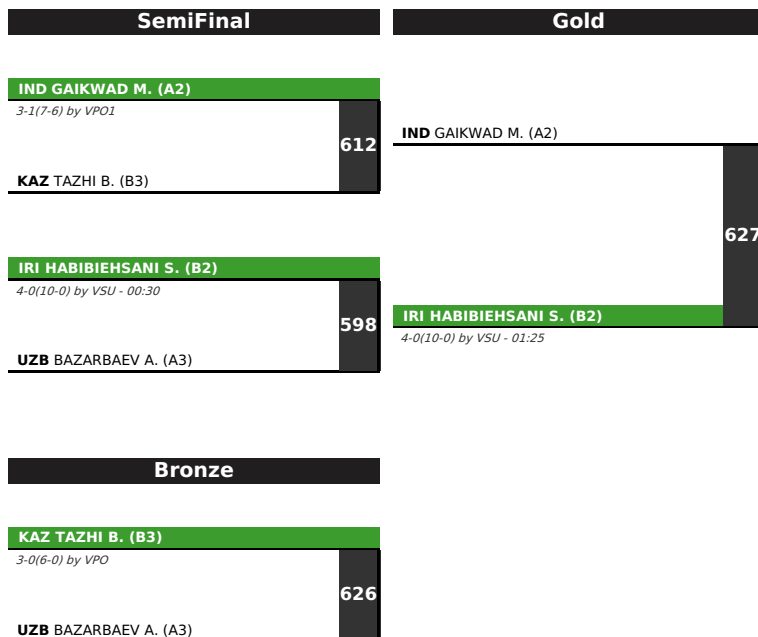 SemiFinal
IND GAIKWAD M. (A2)
3-1(7-6) by VPO1
612
KAZ TAZHI B. (B3)
IRI HABIBIEHSANI S. (B2)
4-0(10-0) by VSU - 00:30
598
UZB BAZARBAEV A. (A3)
Gold
IND GAIKWAD M. (A2)
627
IRI HABIBIEHSANI S. (B2)
4-0(10-0) by VSU - 01:25
Bronze
KAZ TAZHI B. (B3)
3-0(6-0) by VPO
626
UZB BAZARBAEV A. (A3)